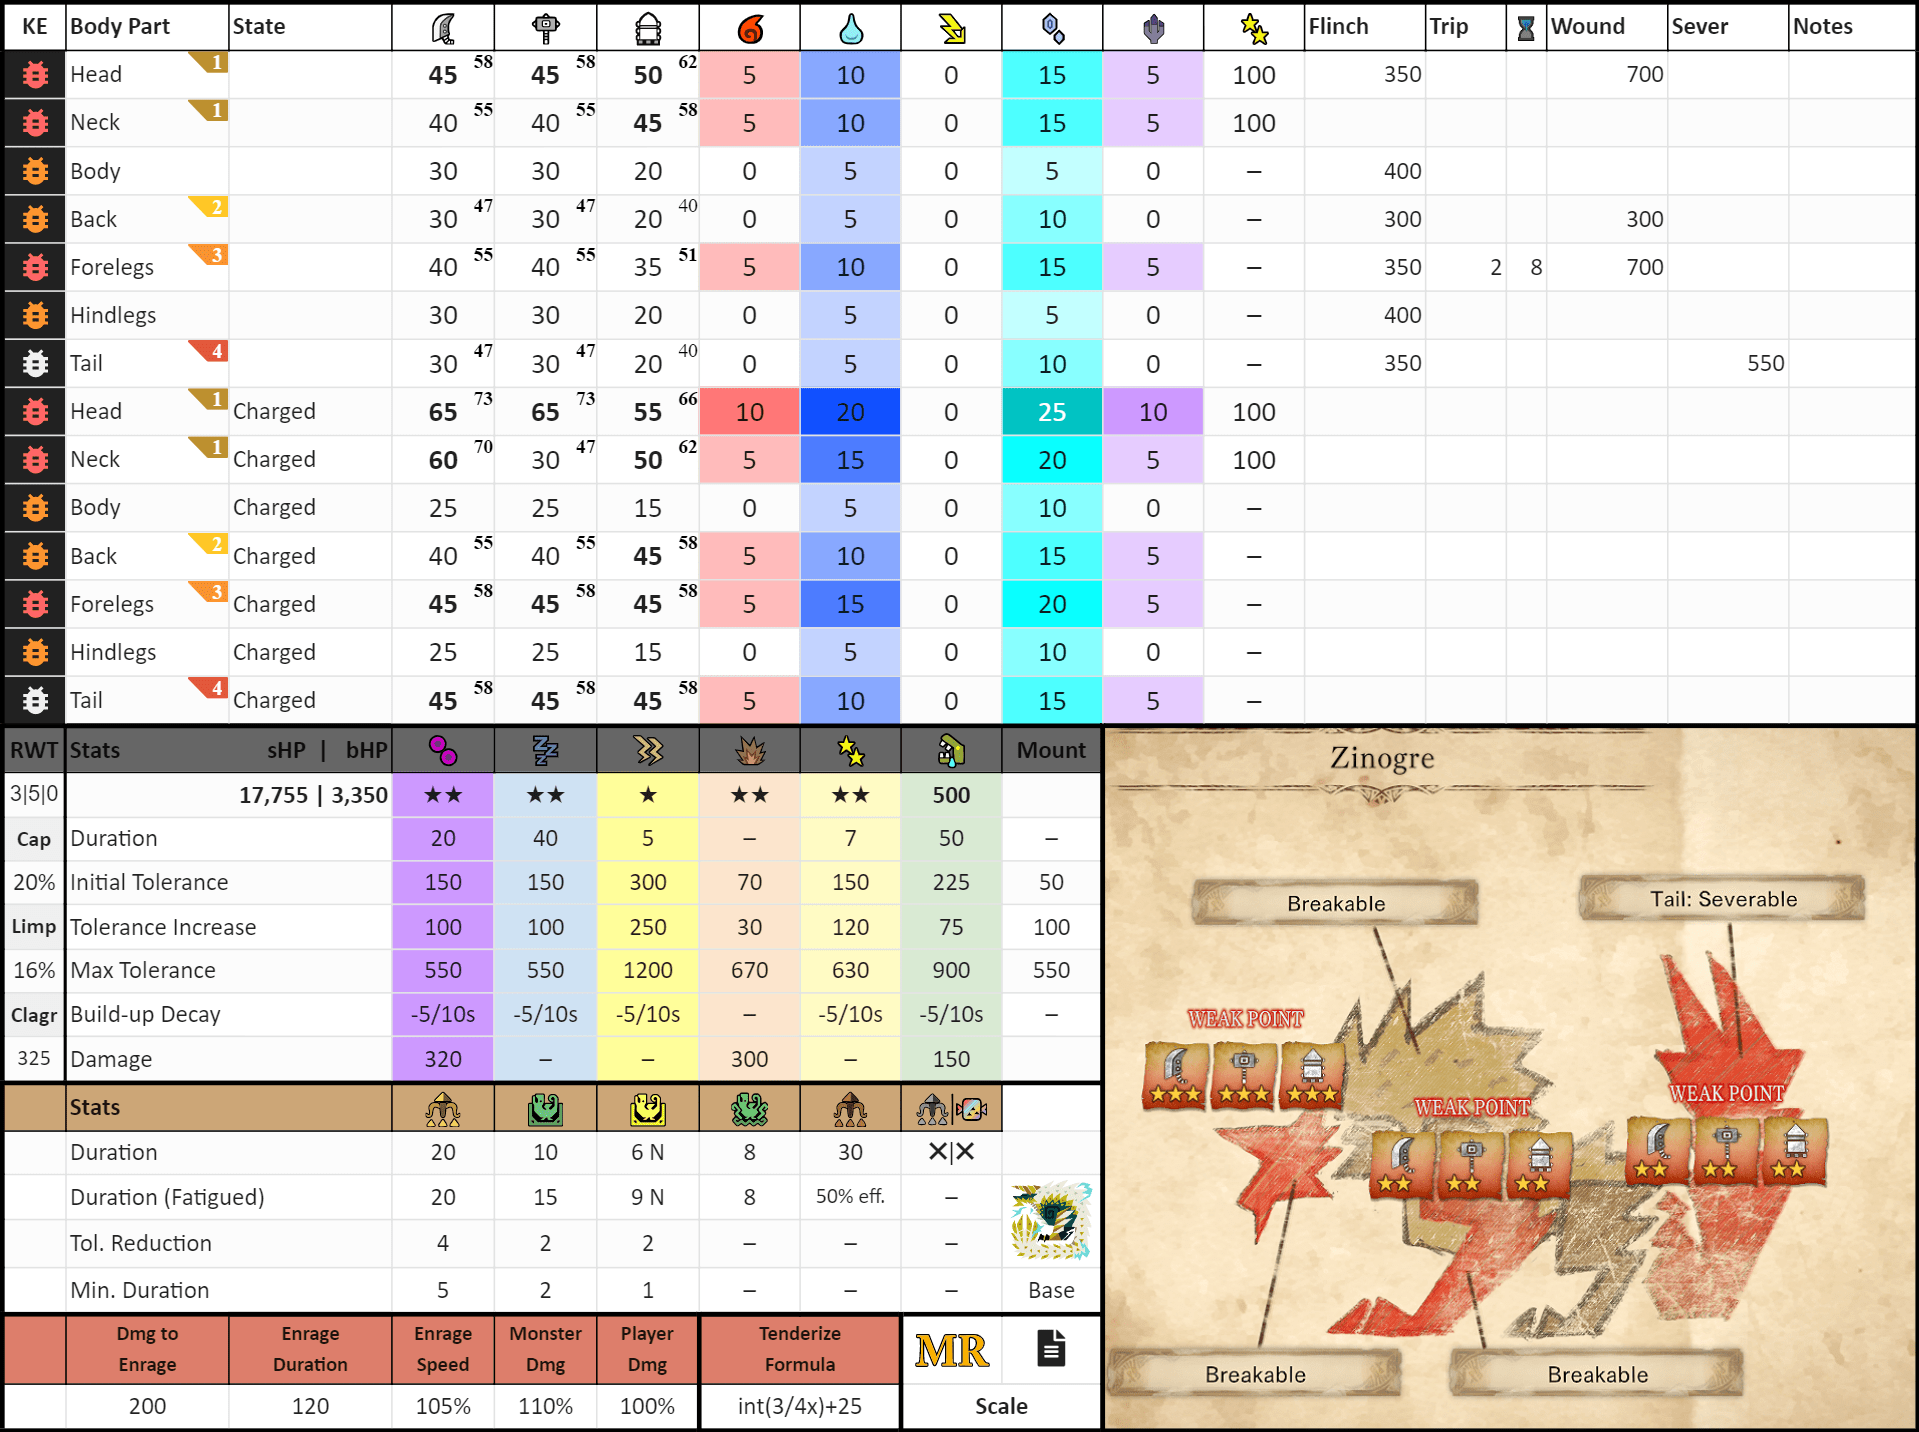 KE Body Part State Flinch Trip Wound Sever Notes
Head 1 45 58 45 58 50 62 5 10 0 15 5 100 350 700
Neck 1 40 55 40 55 45 58 5 10 0 15 5 100
Body 30 30 20 0 5 0 5 0 – 400
Back 2 30 47 30 47 20 40 0 5 0 10 0 – 300 300
Forelegs 3 40 55 40 55 35 51 5 10 0 15 5 – 350 2 8 700
Hindlegs 30 30 20 0 5 0 5 0 – 400
Tail 4 30 47 30 47 20 40 0 5 0 10 0 – 350 550
Head 1 Charged 65 73 65 73 55 66 10 20 0 25 10 100
Neck 1 Charged 60 70 30 47 50 62 5 15 0 20 5 100
Body Charged 25 25 15 0 5 0 10 0 –
Back 2 Charged 40 55 40 55 45 58 5 10 0 15 5 –
Forelegs 3 Charged 45 58 45 58 45 58 5 15 0 20 5 –
Hindlegs Charged 25 25 15 0 5 0 10 0 –
Tail 4 Charged 45 58 45 58 45 58 5 10 0 15 5 –
RWT Stats sHP | bHP Mount
3|5|0 17,755 | 3,350 ★★ ★★ ★ ★★ ★★ 500
Cap Duration 20 40 5 – 7 50 –
20% Initial Tolerance 150 150 300 70 150 225 50
Limp Tolerance Increase 100 100 250 30 120 75 100
16% Max Tolerance 550 550 1200 670 630 900 550
Clagr Build-up Decay -5/10s -5/10s -5/10s – -5/10s -5/10s –
325 Damage 320 – – 300 – 150
Stats
Duration 20 10 6 N 8 30 ✕|✕
Duration (Fatigued) 20 15 9 N 8 50% eff. –
Tol. Reduction 4 2 2 – – –
Min. Duration 5 2 1 – – – Base
Dmg to Enrage
Enrage Duration
Enrage Speed
Monster Dmg
Player Dmg
Tenderize Formula
MR
200 120 105% 110% 100% int(3/4x)+25 Scale
Zinogre
Breakable
Tail: Severable
WEAK POINT
WEAK POINT
WEAK POINT
Breakable
Breakable